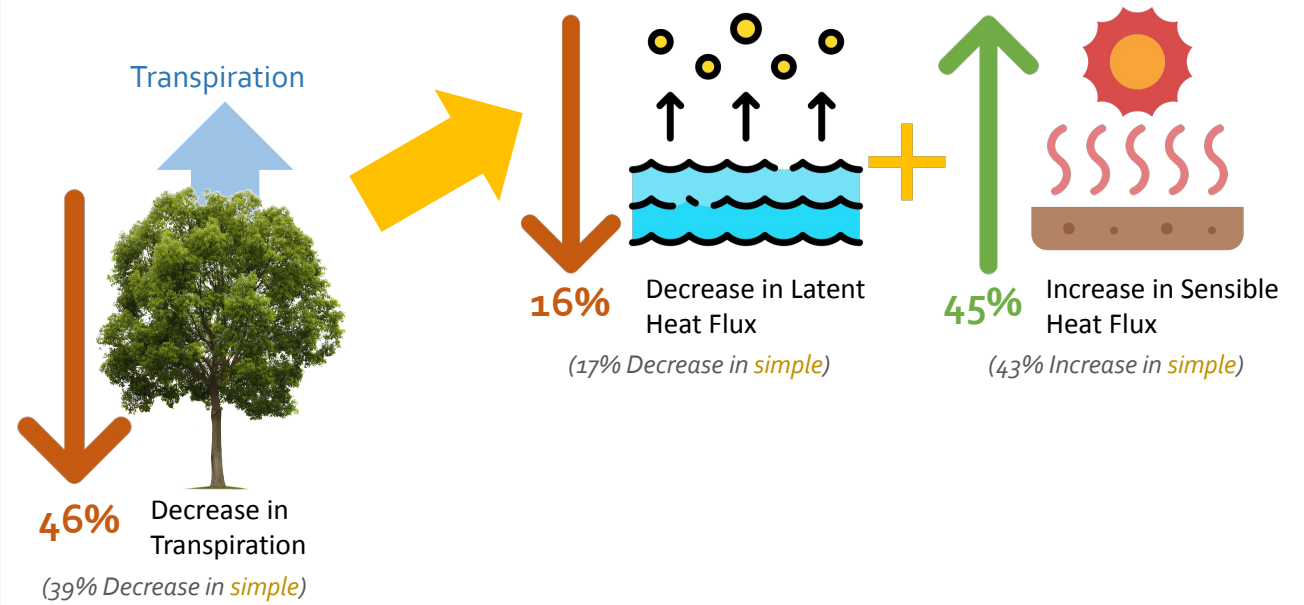 Transpiration
46%
Decrease in
Transpiration
(39% Decrease in simple)
16%
Decrease in Latent
Heat Flux
(17% Decrease in simple)
45%
Increase in Sensible
Heat Flux
(43% Increase in simple)